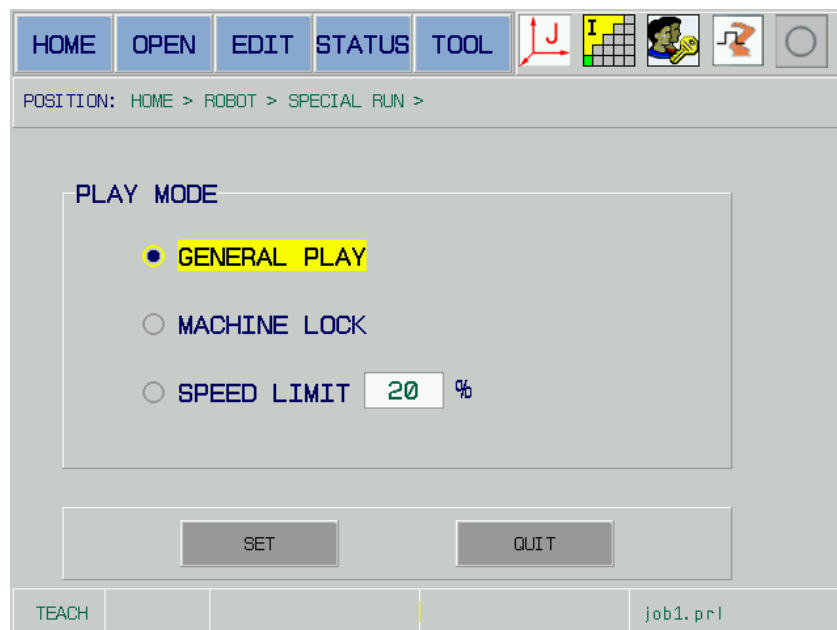 HOME OPEN EDIT STATUS TOOL J I
POSITION: HOME > ROBOT > SPECIAL RUN >
PLAY MODE
GENERAL PLAY
MACHINE LOCK
SPEED LIMIT 20 %
SET QUIT
TEACH job1.prl